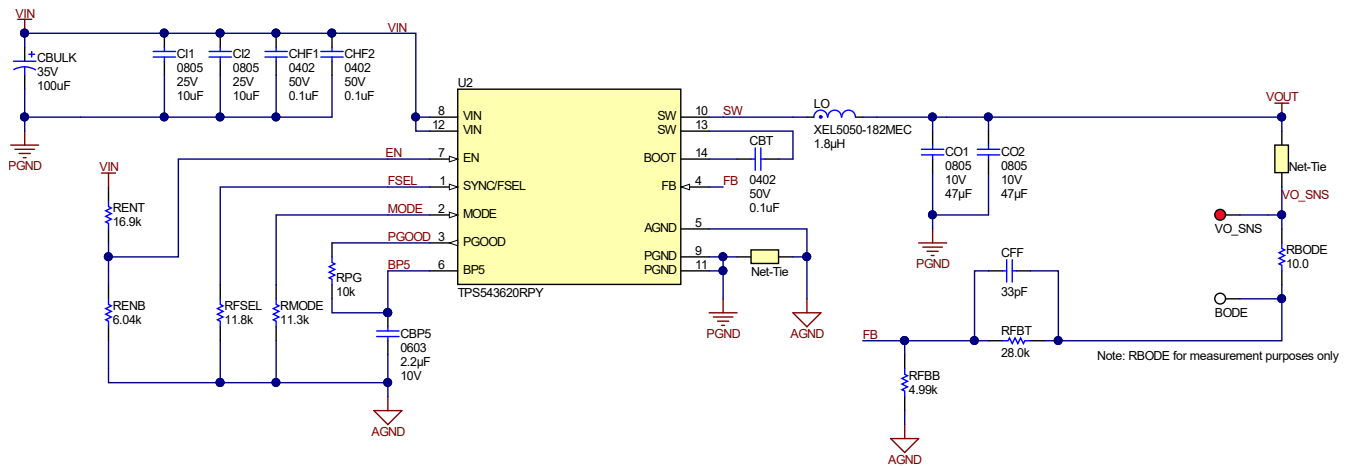 VIN
VIN
CBULK
35V
100uF
+
CI1
0805
25V
10uF
CI2
0805
25V
10uF
CHF1
0402
50V
0.1uF
CHF2
0402
50V
0.1uF
PGND
VIN
RENT
16.9k
RENB
6.04k
EN
FSEL
MODE
PGOOD
BP5
RFSEL
11.8k
RMODE
11.3k
RPG
10k
CBP5
0603
2.2µF
10V
AGND
U2
8
VIN
12
VIN
7
EN
1
SYNC/FSEL
2
MODE
3
PGOOD
6
BP5
SW
10
SW
13
BOOT
14
FB
4
AGND
5
PGND
9
PGND
11
TPS543620RPY
SW
LO
XEL5050-182MEC
1.8µH
CBT
0402
50V
0.1uF
FB
Net-Tie
PGND
AGND
CO1
0805
10V
47µF
CO2
0805
10V
47µF
PGND
VOUT
Net-Tie
VO_SNS
VO_SNS
RBODE
10.0
BODE
CFF
33pF
FB
RFBT
28.0k
RFBB
4.99k
AGND
Note: RBODE for measurement purposes only